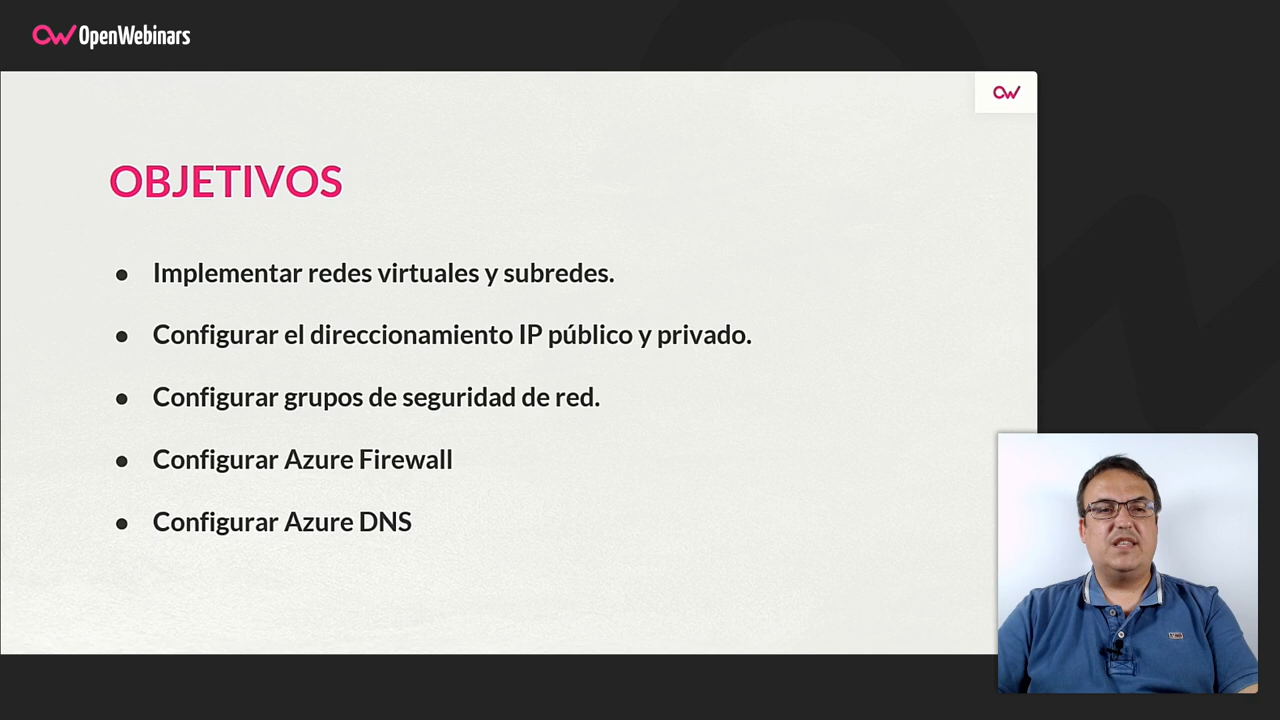 OpenWebinars
OBJETIVOS
● Implementar redes virtuales y subredes.
● Configurar el direccionamiento IP público y privado.
● Configurar grupos de seguridad de red.
● Configurar Azure Firewall
● Configurar Azure DNS